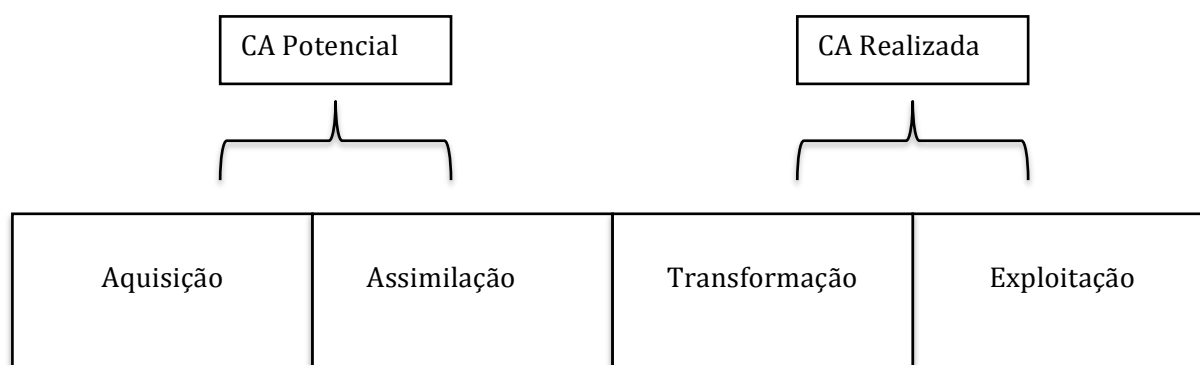 CA Potencial
CA Realizada
Aquisição
Assimilação
Transformação
Exploitação